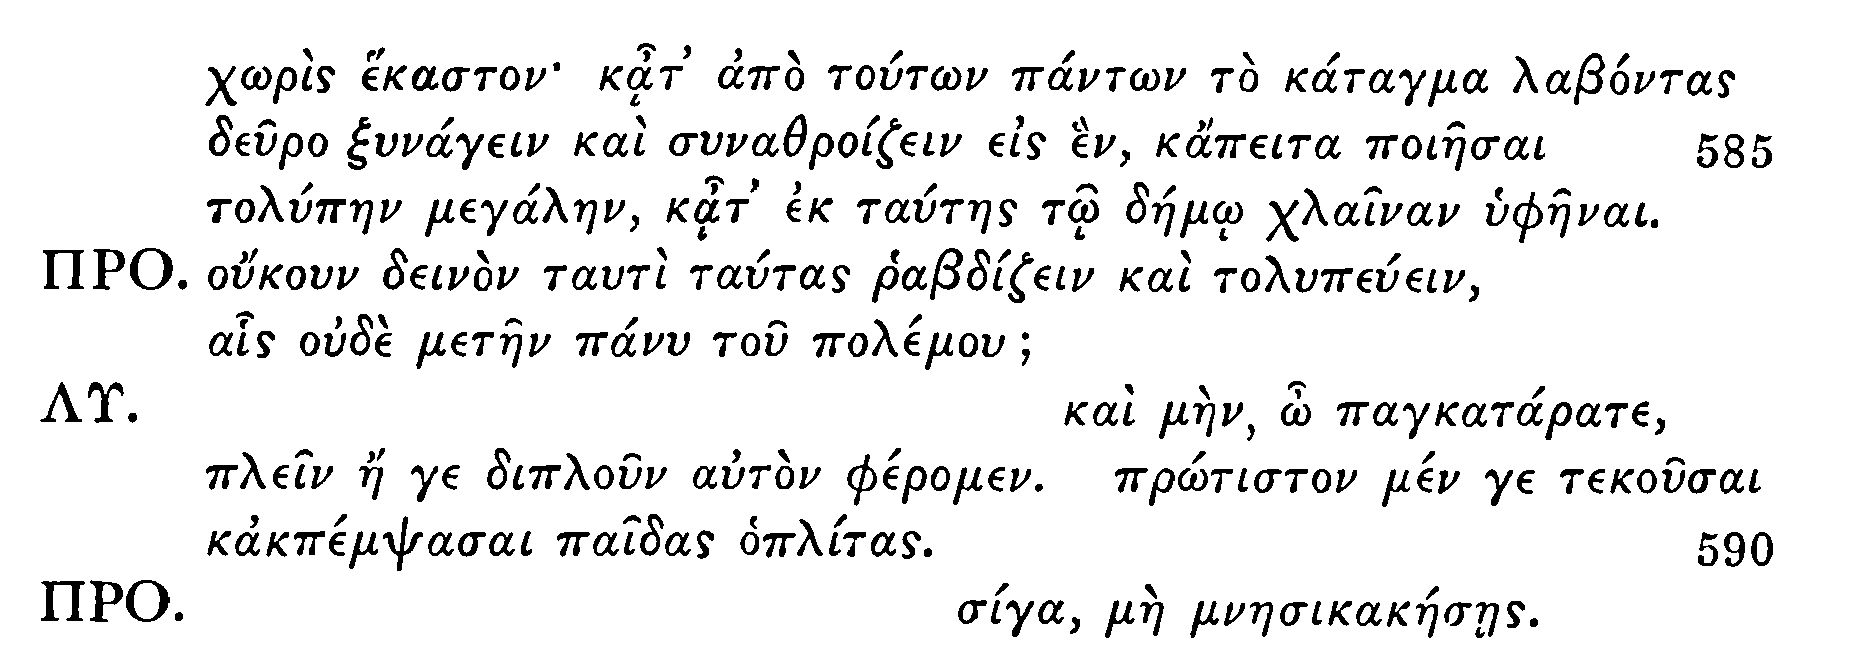 χωρὶς ἕκαστον· κᾆτ’ ἀπὸ τούτων πάντων τὸ κάταγμα λαβόντας
δεῦρο ξυνάγειν καὶ συναθροίζειν εἰς ἓν, κἄπειτα ποιῆσαι 585
τολύπην μεγάλην, κᾆτ’ ἐκ ταύτης τῷ δήμῳ χλαῖναν ὑφῆναι.
ΠΡΟ. οὔκουν δεινὸν ταυτὶ ταύτας ῥαβδίζειν καὶ τολυπεύειν,
αἷς οὐδὲ μετῆν πάνυ τοῦ πολέμου;
ΛΥ. καὶ μὴν, ὦ παγκατάρατε,
πλεῖν ἤ γε διπλοῦν αὐτὸν φέρομεν. πρώτιστον μέν γε τεκοῦσαι
κἀκπέμψασαι παῖδας ὁπλίτας. 590
ΠΡΟ. σίγα, μὴ μνησικακήσῃς.